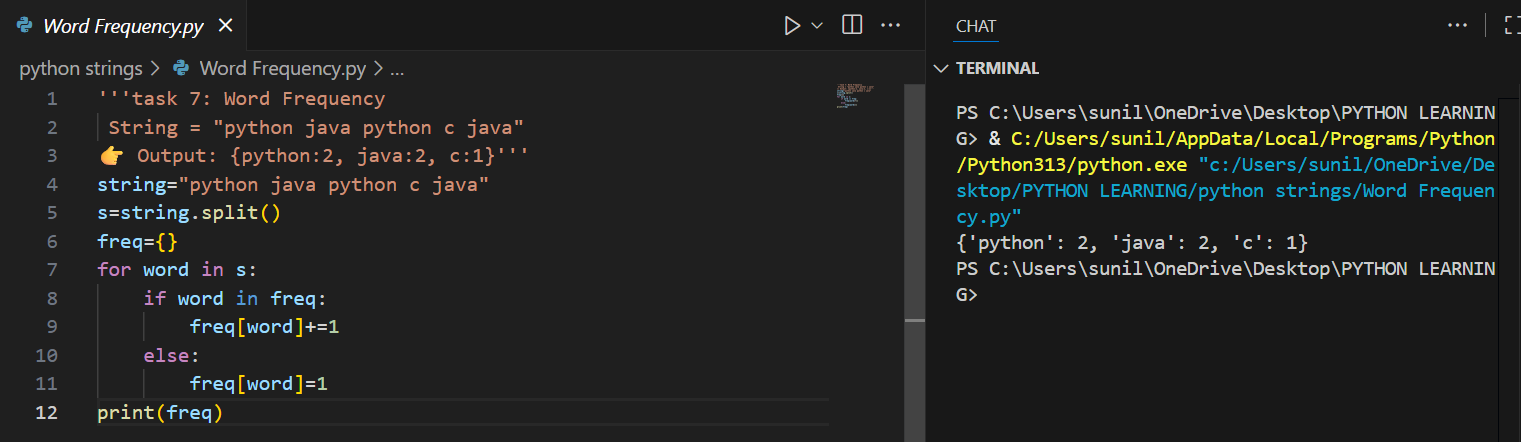 Word Frequency.py
python strings > Word Frequency.py > ...
1 '''task 7: Word Frequency
2 String = "python java python c java"
3 👉 Output: {python:2, java:2, c:1}'''
4 string="python java python c java"
5 s=string.split()
6 freq={}
7 for word in s:
8     if word in freq:
9         freq[word]+=1
10     else:
11         freq[word]=1
12 print(freq)
CHAT
TERMINAL
PS C:\Users\sunil\OneDrive\Desktop\PYTHON LEARNIN
G> & C:/Users/sunil/AppData/Local/Programs/Python
/Python313/python.exe "c:/Users/sunil/OneDrive/De
sktop/PYTHON LEARNING/python strings/Word Frequen
cy.py"
{'python': 2, 'java': 2, 'c': 1}
PS C:\Users\sunil\OneDrive\Desktop\PYTHON LEARNIN
G>